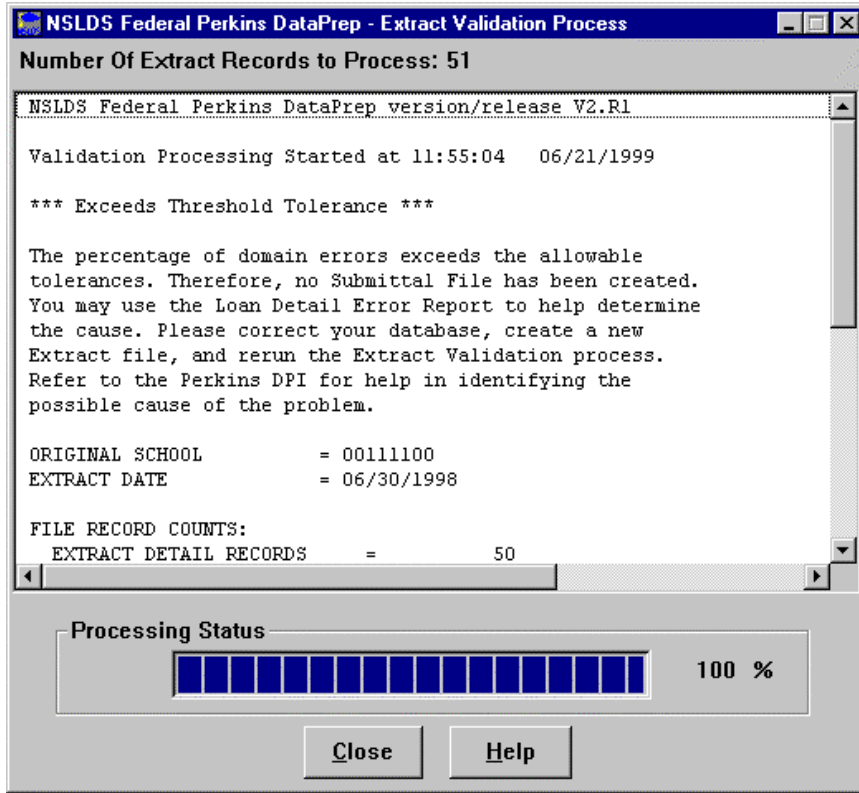 NSLDS Federal Perkins DataPrep - Extract Validation Process
Number Of Extract Records to Process: 51
NSLDS Federal Perkins DataPrep version/release V2.R1
Validation Processing Started at 11:55:04   06/21/1999
*** Exceeds Threshold Tolerance ***
The percentage of domain errors exceeds the allowable
tolerances. Therefore, no Submittal File has been created.
You may use the Loan Detail Error Report to help determine
the cause. Please correct your database, create a new
Extract file, and rerun the Extract Validation process.
Refer to the Perkins DPI for help in identifying the
possible cause of the problem.
ORIGINAL SCHOOL = 00111100
EXTRACT DATE = 06/30/1998
FILE RECORD COUNTS:
EXTRACT DETAIL RECORDS = 50
Processing Status
100 %
Close Help